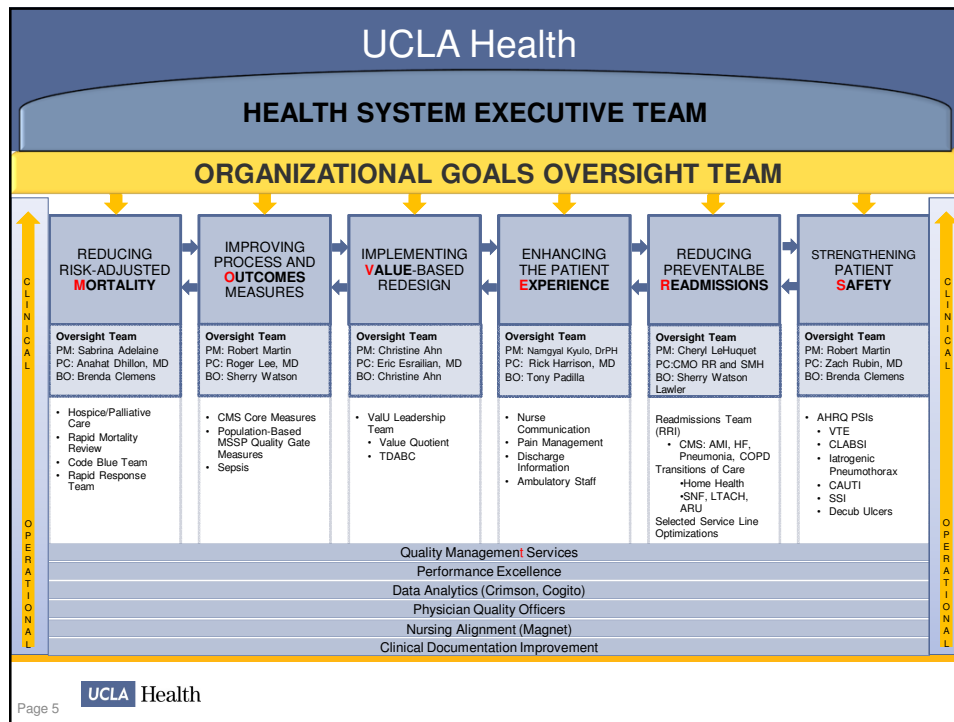 UCLA Health
HEALTH SYSTEM EXECUTIVE TEAM
ORGANIZATIONAL GOALS OVERSIGHT TEAM
CLINICAL
OPERATIONAL
REDUCING
RISK-ADJUSTED
MORTALITY
Oversight Team
PM: Sabrina Adelaine
PC: Anahat Dhillon, MD
BO: Brenda Clemens
• Hospice/Palliative
Care
• Rapid Mortality
Review
• Code Blue Team
• Rapid Response
Team
IMPROVING
PROCESS AND
OUTCOMES
MEASURES
Oversight Team
PM: Robert Martin
PC: Roger Lee, MD
BO: Sherry Watson
• CMS Core Measures
• Population-Based
MSSP Quality Gate
Measures
• Sepsis
IMPLEMENTING
VALUE-BASED
REDESIGN
Oversight Team
PM: Christine Ahn
PC: Eric Esrailian, MD
BO: Christine Ahn
• ValU Leadership
Team
• Value Quotient
• TDABC
ENHANCING
THE PATIENT
EXPERIENCE
Oversight Team
PM: Namgyal Kyulo, DrPH
PC: Rick Harrison, MD
BO: Tony Padilla
• Nurse
Communication
• Pain Management
• Discharge
Information
• Ambulatory Staff
REDUCING
PREVENTALBE
READMISSIONS
Oversight Team
PM: Cheryl LeHuquet
PC:CMO RR and SMH
BO: Sherry Watson
Lawler
Readmissions Team
(RRI)
• CMS: AMI, HF,
Pneumonia, COPD
Transitions of Care
•Home Health
•SNF, LTACH,
ARU
Selected Service Line
Optimizations
STRENGTHENING
PATIENT
SAFETY
Oversight Team
PM: Robert Martin
PC: Zach Rubin, MD
BO: Brenda Clemens
• AHRQ PSIs
• VTE
• CLABSI
• Iatrogenic
Pneumothorax
• CAUTI
• SSI
• Decub Ulcers
CLINICAL
OPERATIONAL
Quality Management Services
Performance Excellence
Data Analytics (Crimson, Cogito)
Physician Quality Officers
Nursing Alignment (Magnet)
Clinical Documentation Improvement
Page 5
UCLA Health